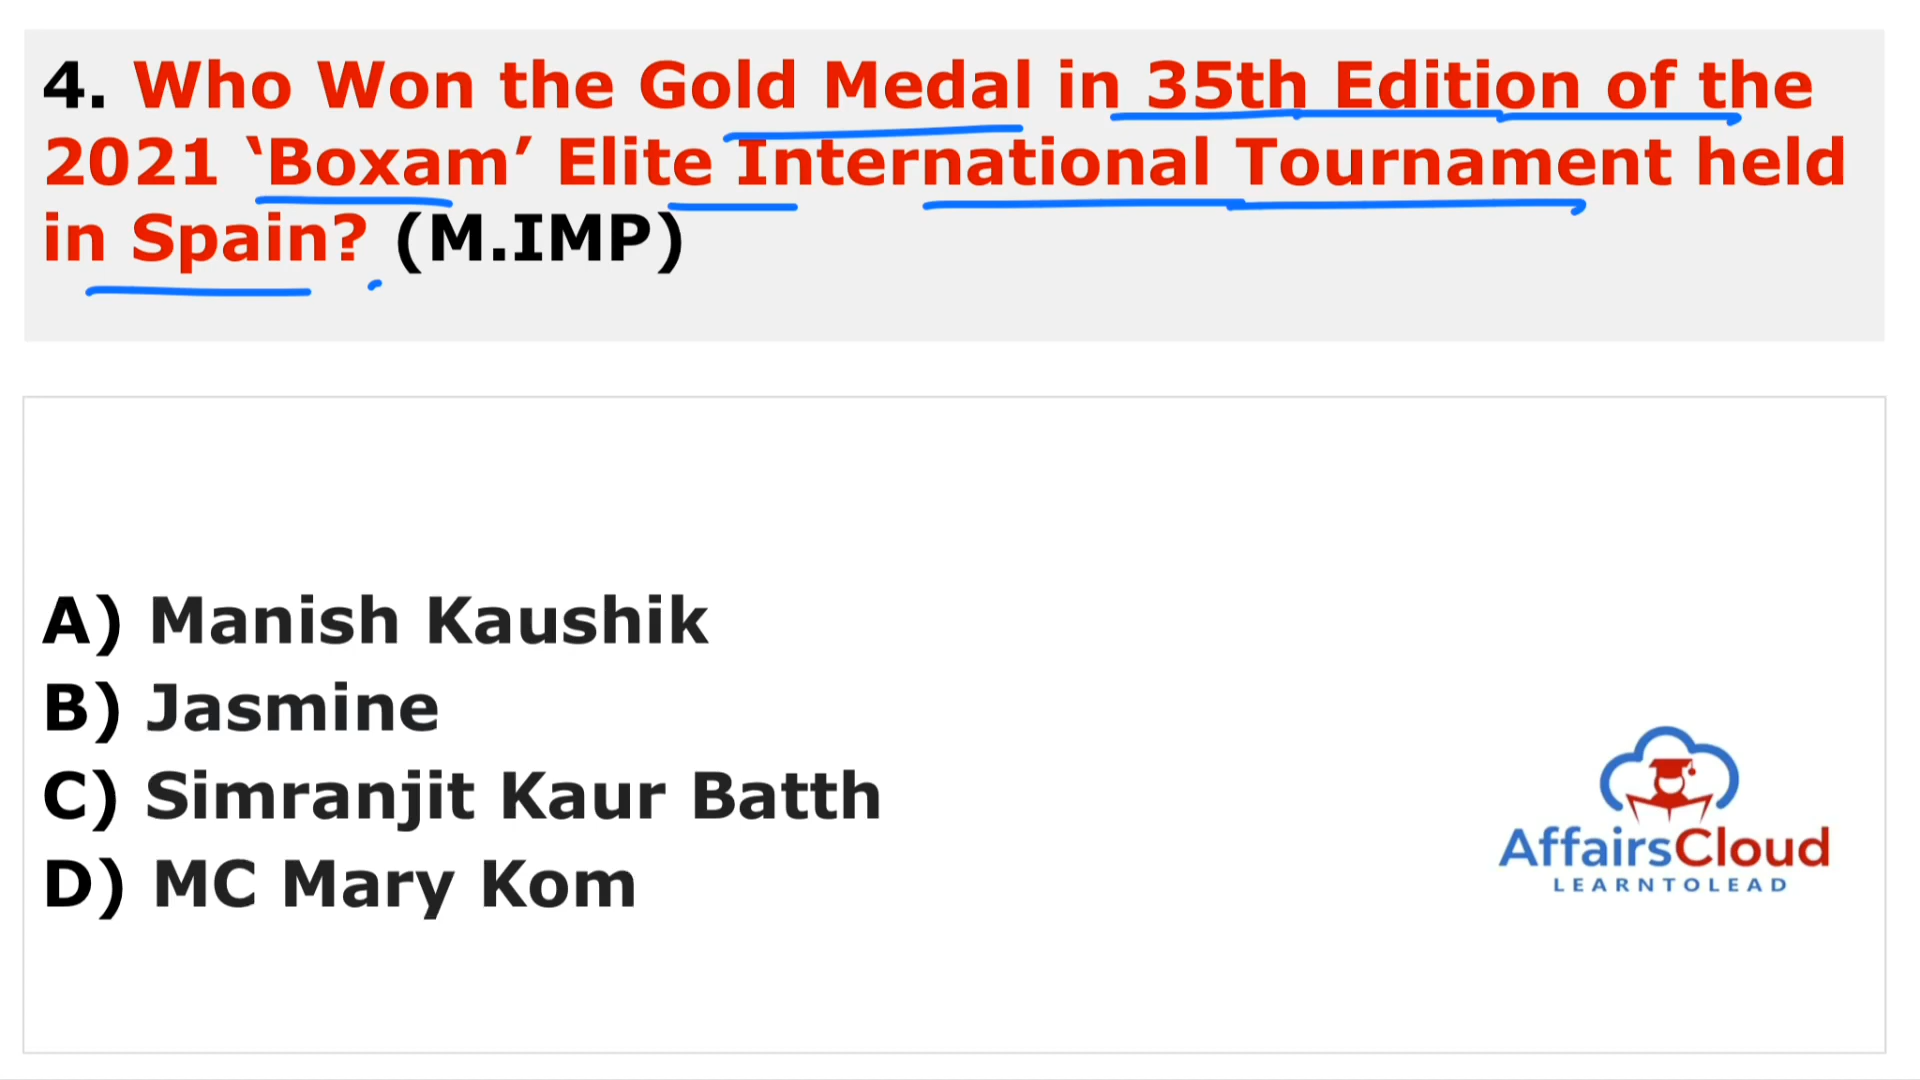 4. Who Won the Gold Medal in 35th Edition of the
2021 ‘Boxam’ Elite International Tournament held
in Spain? (M.IMP)
A) Manish Kaushik
B) Jasmine
C) Simranjit Kaur Batth
D) MC Mary Kom
AffairsCloud
LEARNTOLEAD